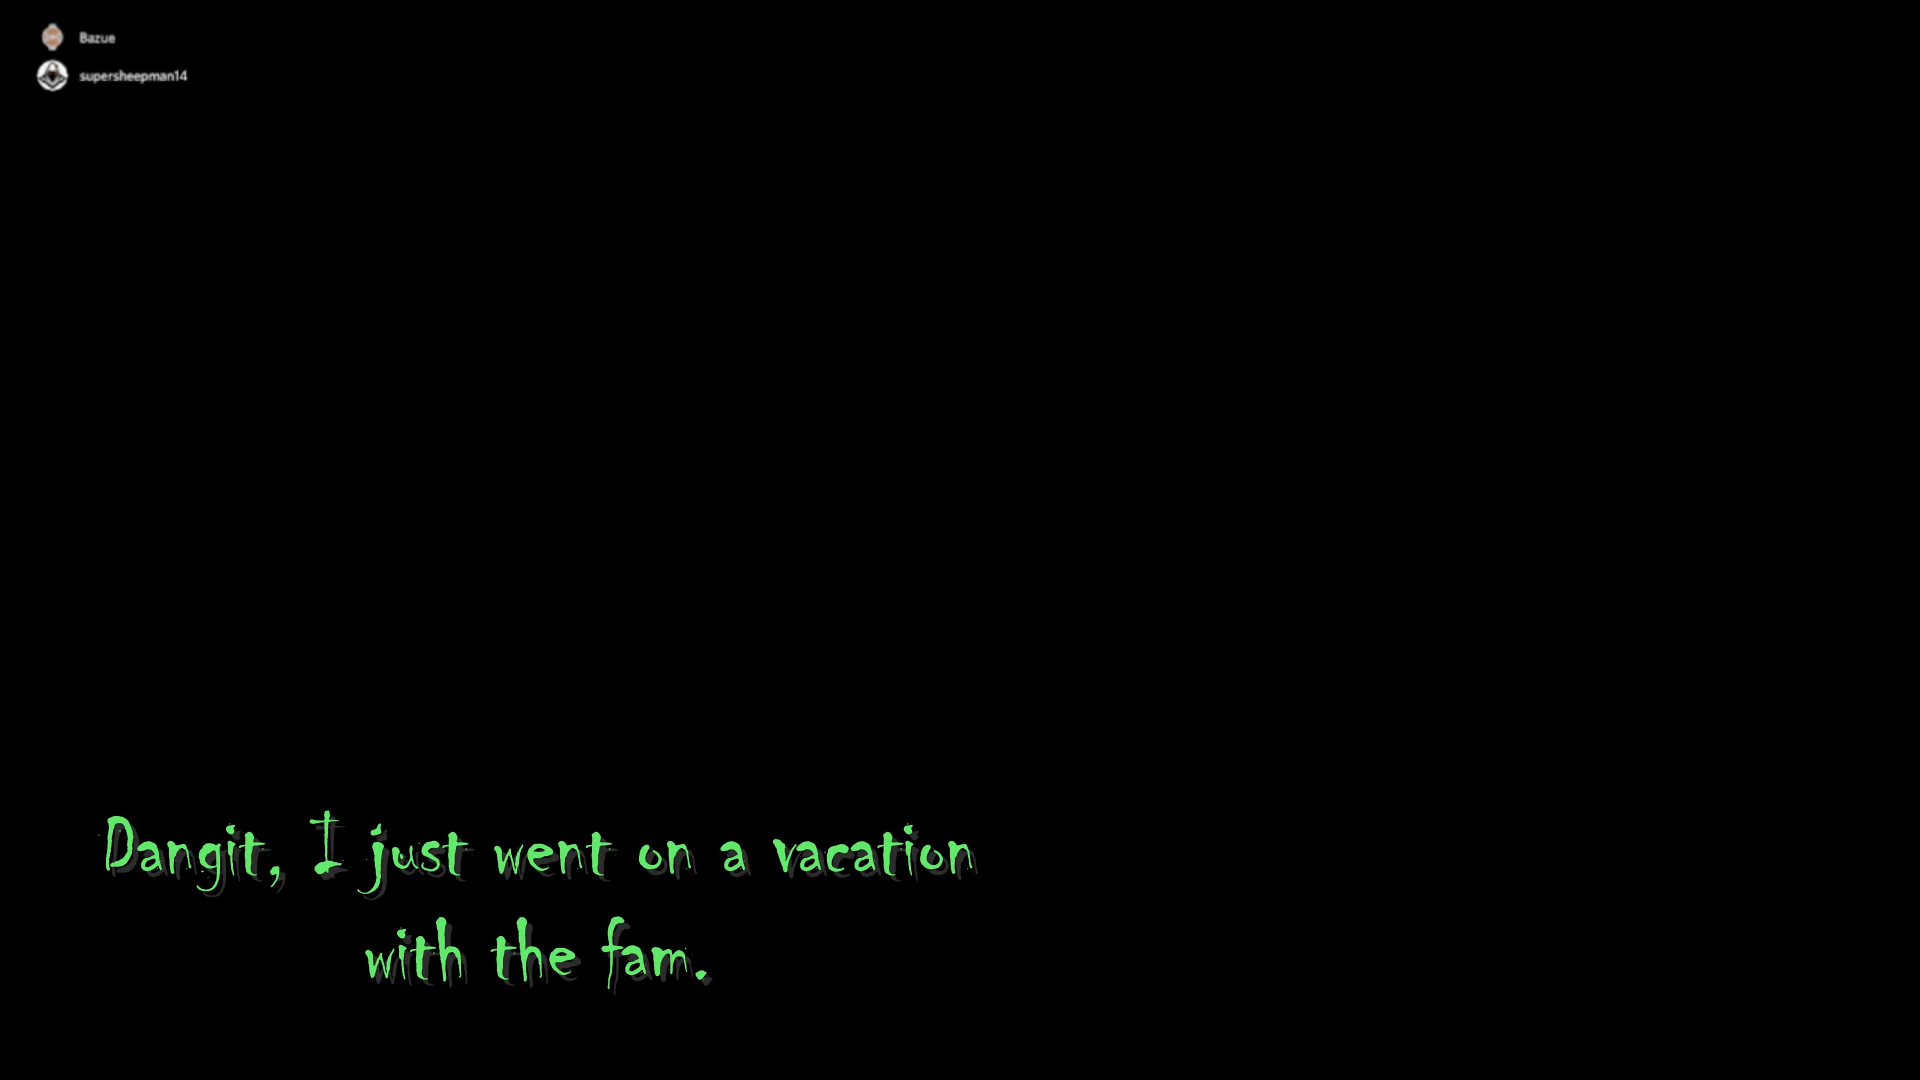 Bazue
supersheepman14
Dangit, I just went on a vacation
with the fam.